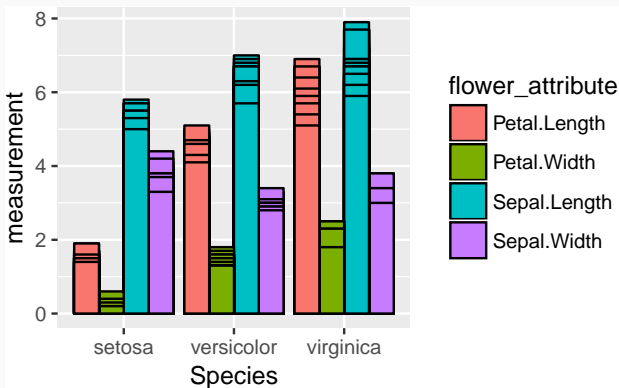 8
6
4
2
0
measurement
setosa versicolor virginica
Species
flower_attribute
Petal.Length
Petal.Width
Sepal.Length
Sepal.Width